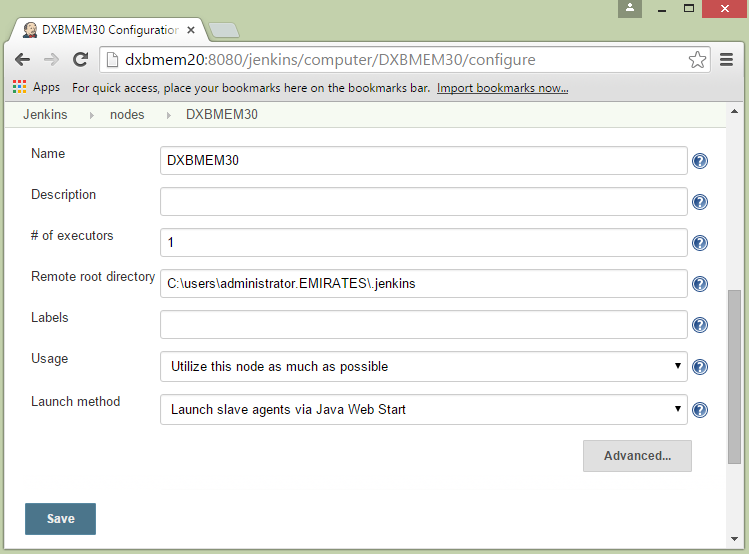 DXBMEM30 Configuration
dxbmem20:8080/jenkins/computer/DXBMEM30/configure
Apps For quick access, place your bookmarks here on the bookmarks bar. Import bookmarks now...
Jenkins nodes DXBMEM30
Name DXBMEM30
Description
# of executors 1
Remote root directory C:\users\administrator.EMIRATES\.jenkins
Labels
Usage Utilize this node as much as possible
Launch method Launch slave agents via Java Web Start
Advanced...
Save